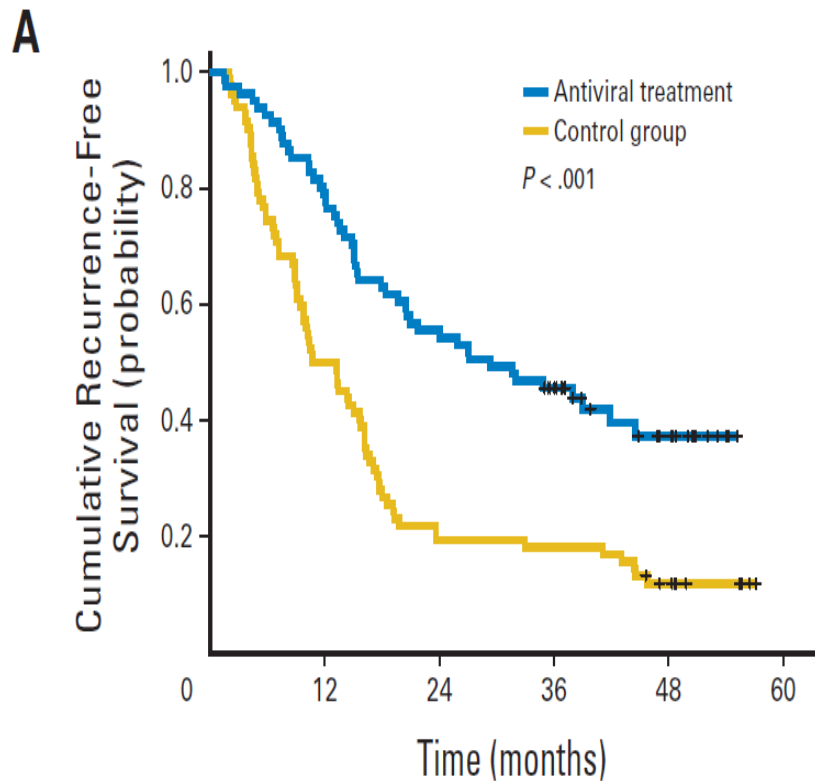 A
Cumulative Recurrence-Free
Survival (probability)
1.0
0.8
0.6
0.4
0.2
Antiviral treatment
Control group
P < .001
0
12
24
36
48
60
Time (months)